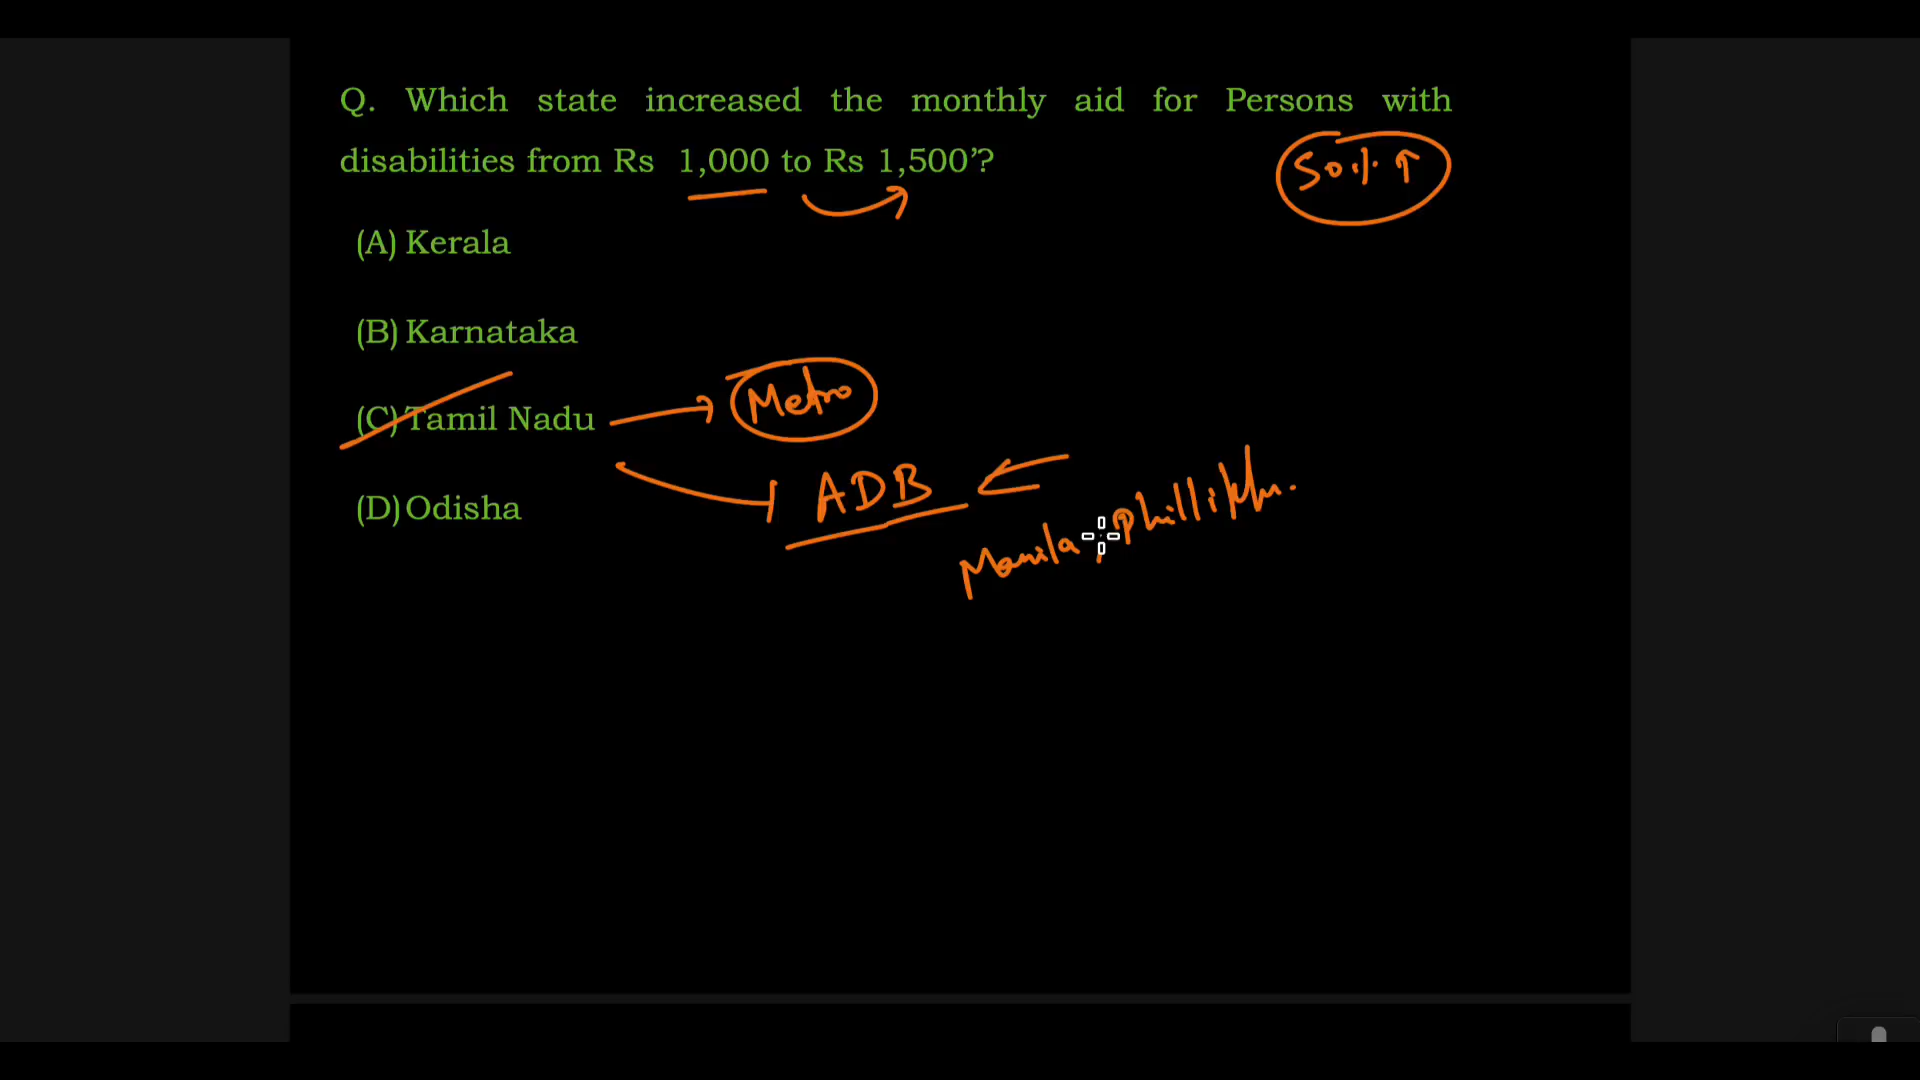 Q. Which state increased the monthly aid for Persons with
disabilities from Rs 1,000 to Rs 1,500’?
50% ↑
(A) Kerala
(B) Karnataka
(C) Tamil Nadu
Metro
ADB
(D) Odisha
Manila,